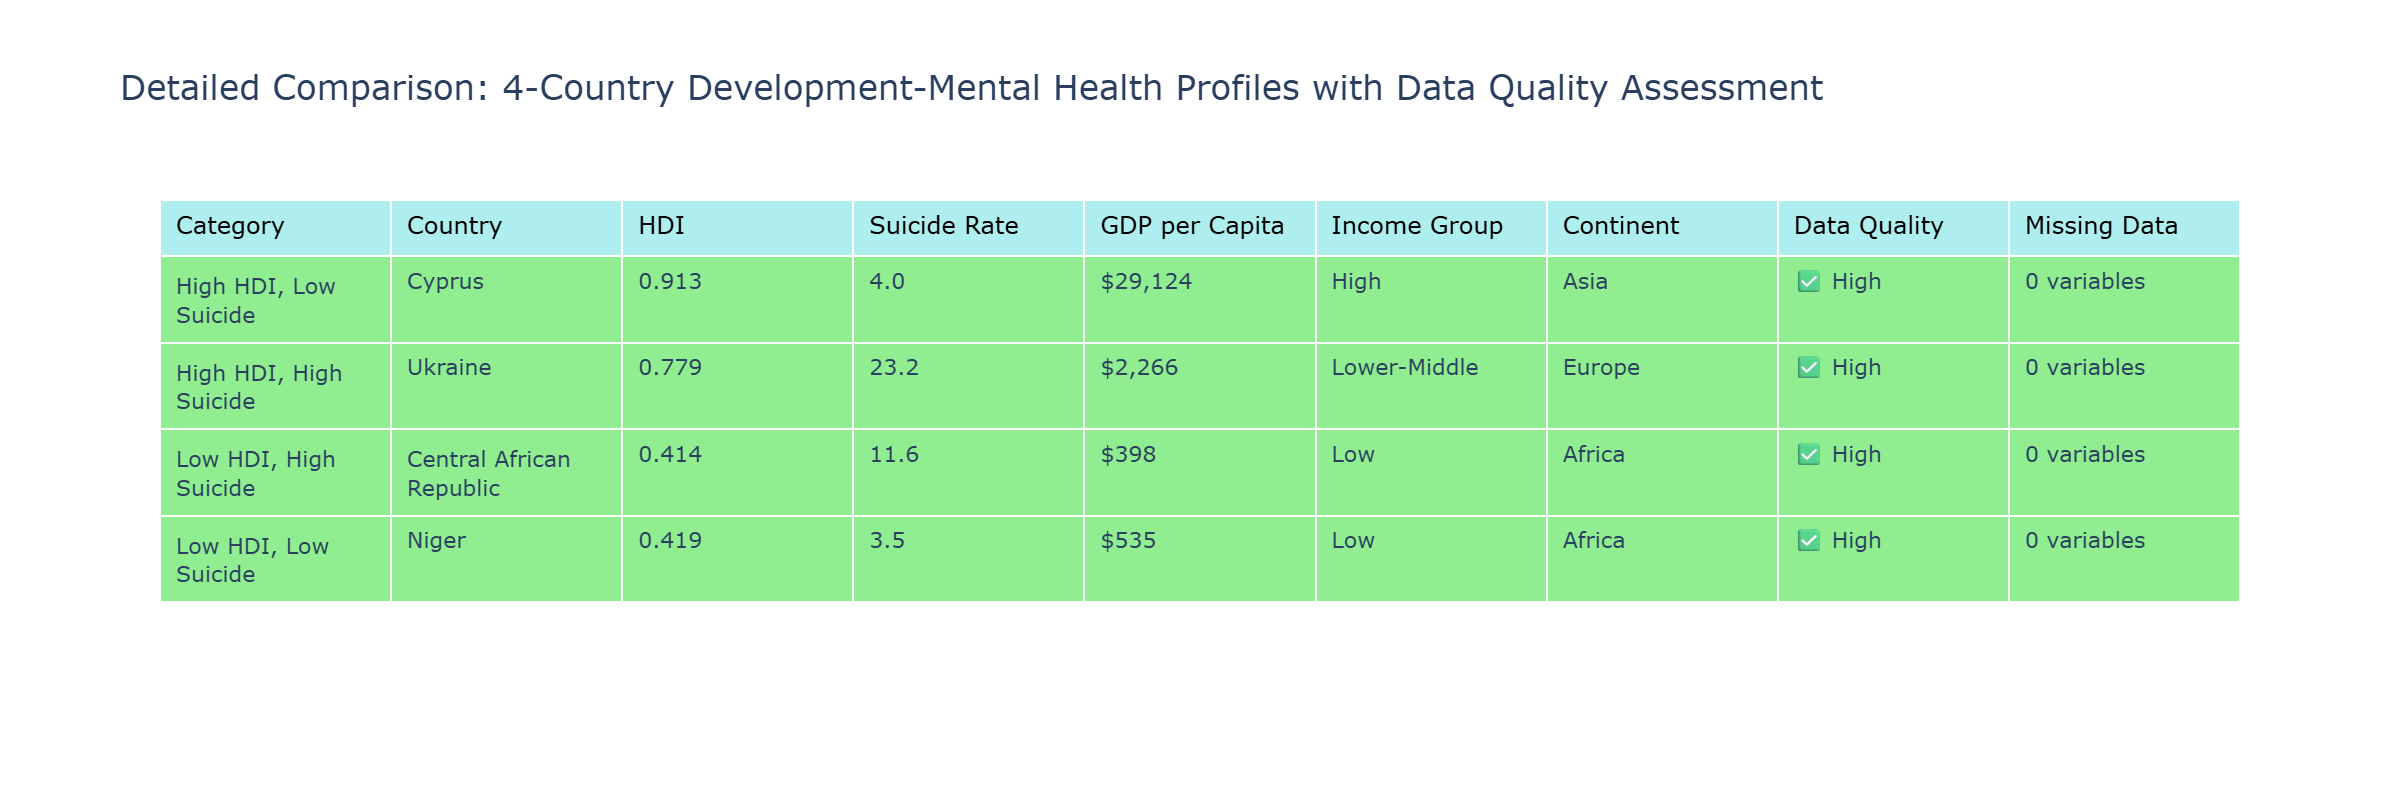 Detailed Comparison: 4-Country Development-Mental Health Profiles with Data Quality Assessment
Category Country HDI Suicide Rate GDP per Capita Income Group Continent Data Quality Missing Data
High HDI, Low Suicide Cyprus 0.913 4.0 $29,124 High Asia ✅ High 0 variables
High HDI, High Suicide Ukraine 0.779 23.2 $2,266 Lower-Middle Europe ✅ High 0 variables
Low HDI, High Suicide Central African Republic 0.414 11.6 $398 Low Africa ✅ High 0 variables
Low HDI, Low Suicide Niger 0.419 3.5 $535 Low Africa ✅ High 0 variables